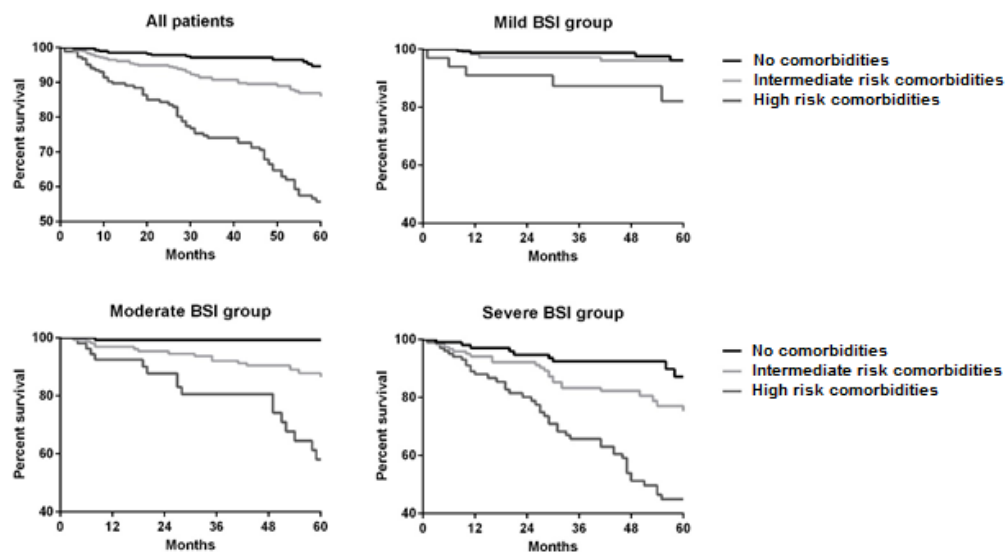 All patients
Percent survival
100
90
80
70
60
50
0
10
20
30
40
50
60
Months
Mild BSI group
Percent survival
100
80
60
40
0
12
24
36
48
60
Months
No comorbidities
Intermediate risk comorbidities
High risk comorbidities
Moderate BSI group
Percent survival
100
80
60
40
0
12
24
36
48
60
Months
Severe BSI group
Percent survival
100
80
60
40
0
12
24
36
48
60
Months
No comorbidities
Intermediate risk comorbidities
High risk comorbidities